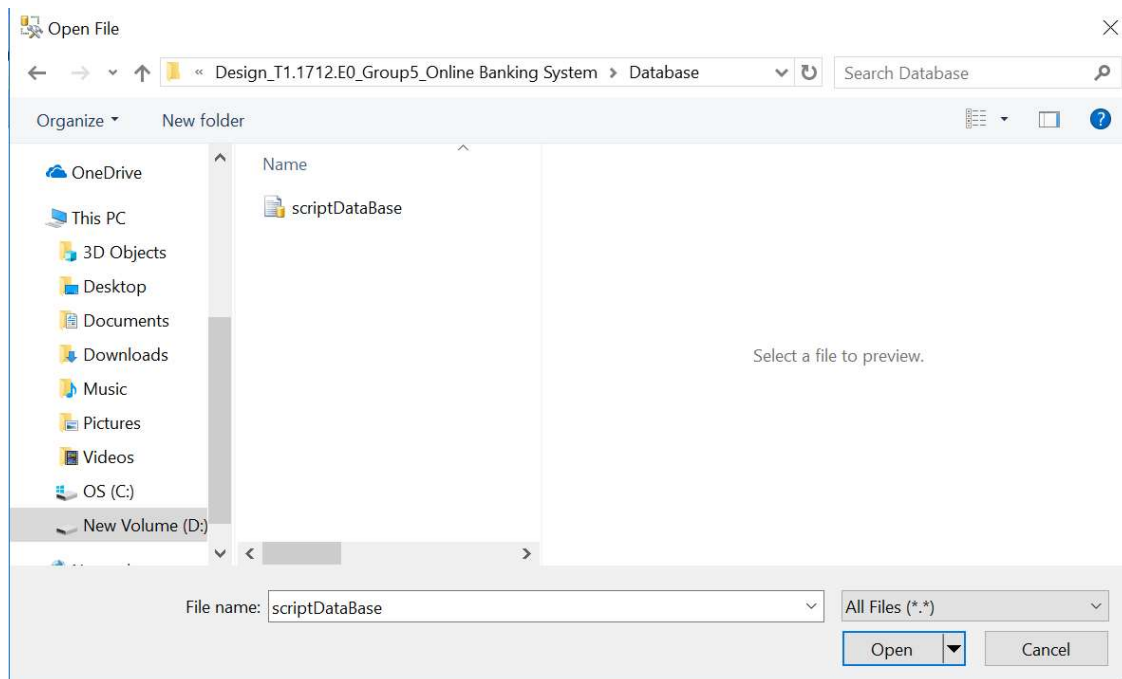 Open File
« Design_T1.1712.E0_Group5_Online Banking System > Database
Search Database
Organize
New folder
OneDrive
This PC
3D Objects
Desktop
Documents
Downloads
Music
Pictures
Videos
OS (C:)
New Volume (D:)
Name
scriptDataBase
Select a file to preview.
File name: scriptDataBase
All Files (*.*)
Open
Cancel